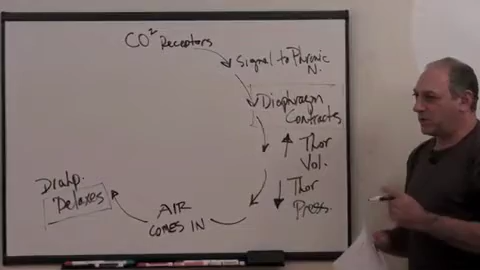 CO² Receptors
Signal to Phrenic
N.
Diaphragm
Contracts
↑ Thor
Vol.
↓ Thor
Press.
AIR
COMES IN
Diaph.
Relaxes